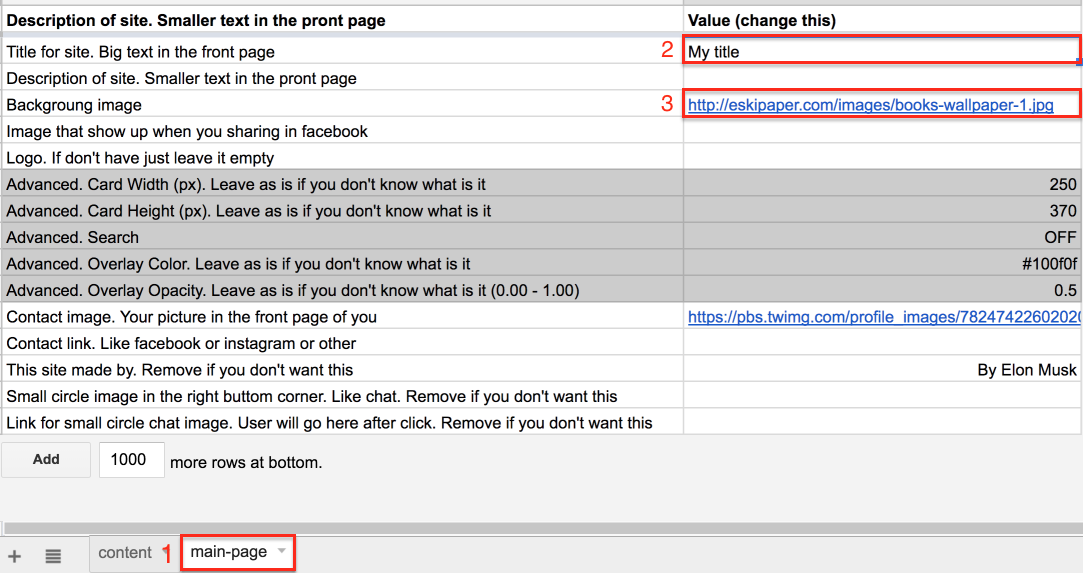 Description of site. Smaller text in the pront page Value (change this)
Title for site. Big text in the front page 2 My title
Description of site. Smaller text in the pront page
Backgroung image 3 http://eskipaper.com/images/books-wallpaper-1.jpg
Image that show up when you sharing in facebook
Logo. If don't have just leave it empty
Advanced. Card Width (px). Leave as is if you don't know what is it 250
Advanced. Card Height (px). Leave as is if you don't know what is it 370
Advanced. Search OFF
Advanced. Overlay Color. Leave as is if you don't know what is it #100f0f
Advanced. Overlay Opacity. Leave as is if you don't know what is it (0.00 - 1.00) 0.5
Contact image. Your picture in the front page of you https://pbs.twimg.com/profile_images/78247422602020
Contact link. Like facebook or instagram or other
This site made by. Remove if you don't want this By Elon Musk
Small circle image in the right buttom corner. Like chat. Remove if you don't want this
Link for small circle chat image. User will go here after click. Remove if you don't want this
Add 1000 more rows at bottom.
content 1 main-page